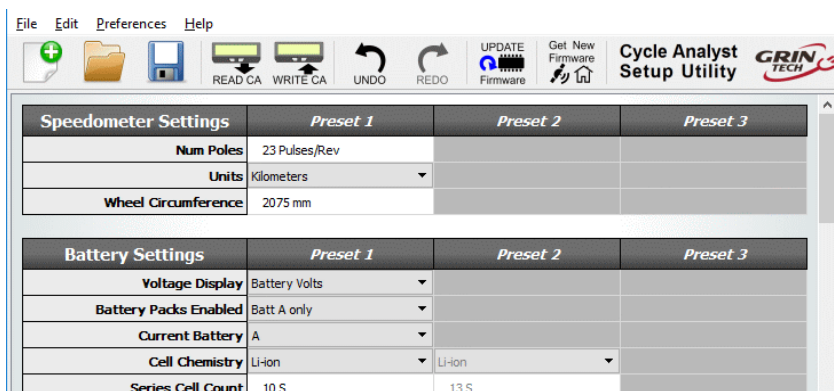 File Edit Preferences Help
READ CA WRITE CA UNDO REDO UPDATE Firmware Get New Firmware Cycle Analyst Setup Utility GRIN TECH
Speedometer Settings Preset 1 Preset 2 Preset 3
Num Poles 23 Pulses/Rev
Units Kilometers
Wheel Circumference 2075 mm
Battery Settings Preset 1 Preset 2 Preset 3
Voltage Display Battery Volts
Battery Packs Enabled Batt A only
Current Battery A
Cell Chemistry Li-ion Li-ion
Series Cell Count 10 S 13 S